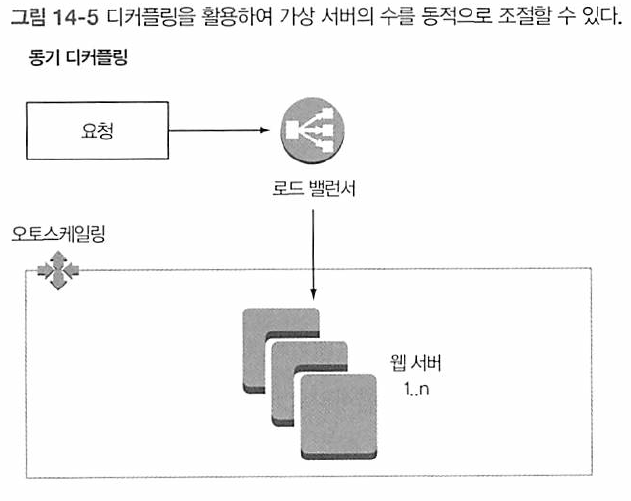 그림 14-5 디커플링을 활용하여 가상 서버의 수를 동적으로 조절할 수 있다.
동기 디커플링
요청
로드 밸런서
오토스케일링
웹 서버
1..n